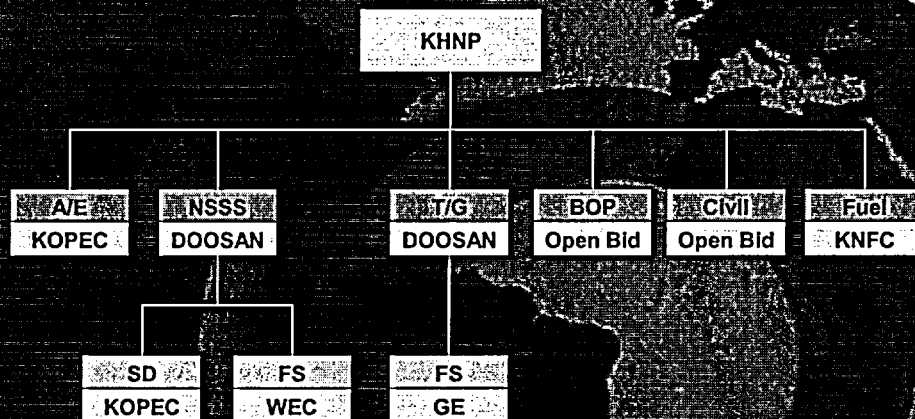 KHNP
A/E
NSSS
T/G
BOP
Civil
Fuel
KOPEC
DOOSAN
DOOSAN
Open Bid
Open Bid
KNFC
SD
FS
FS
KOPEC
WEC
GE